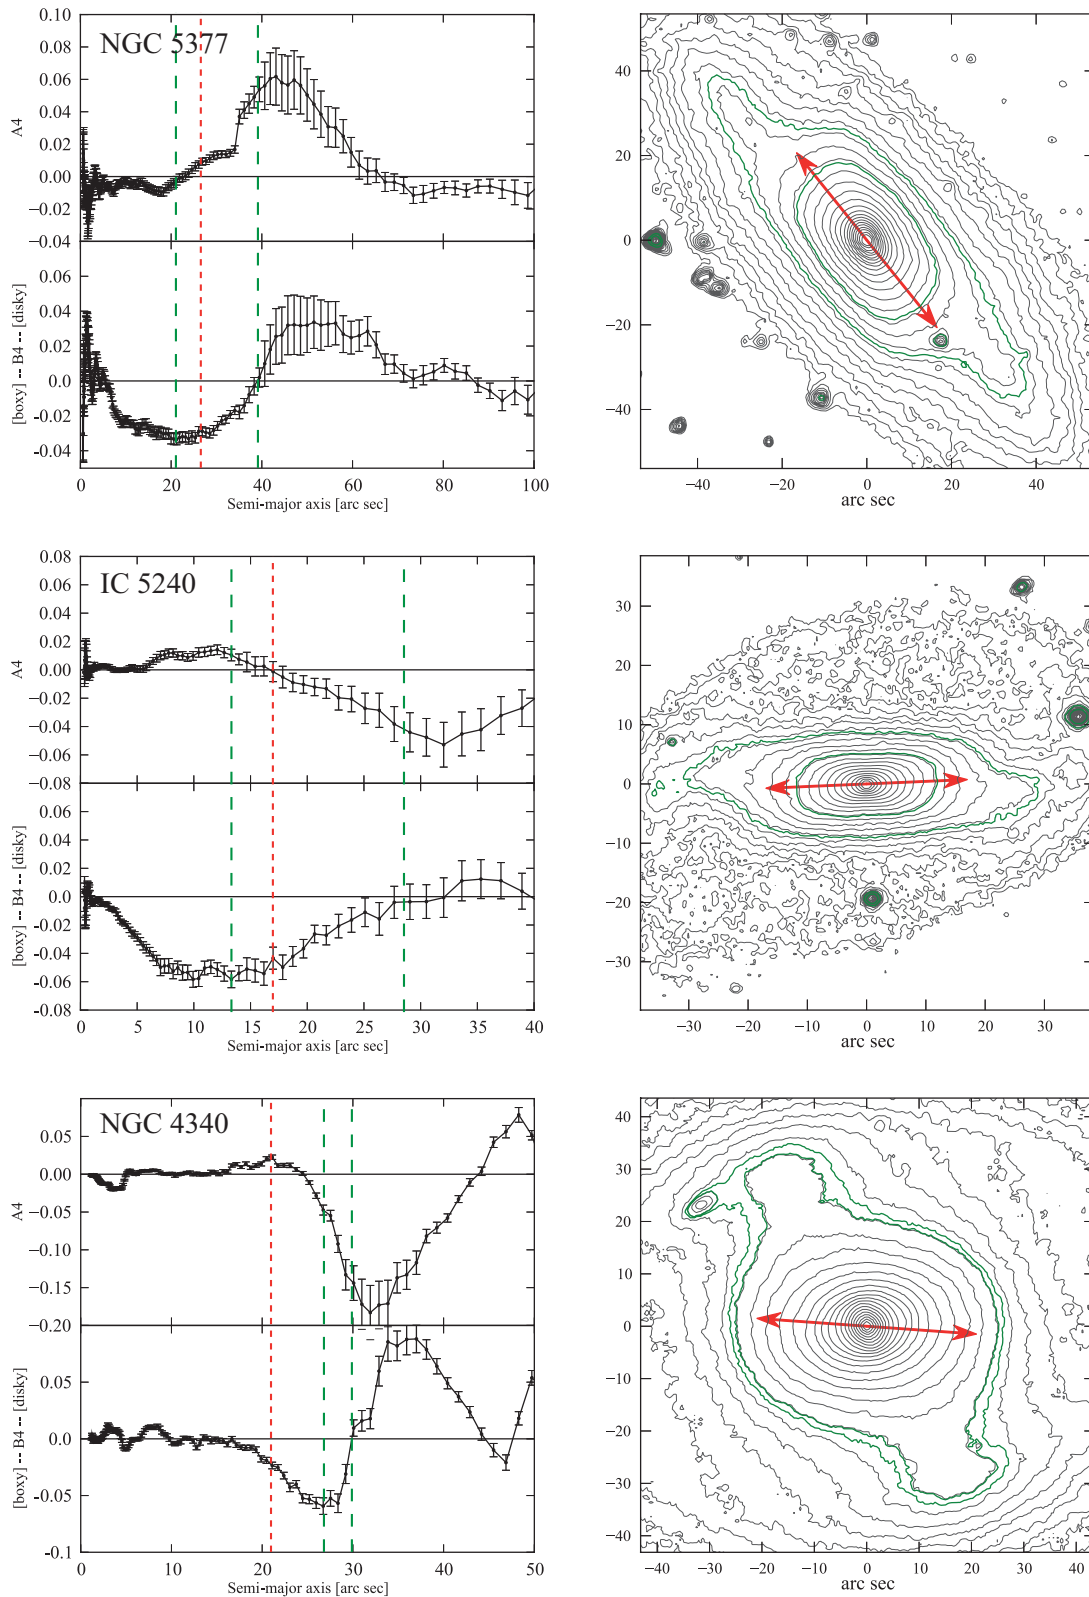 NGC 5377
0.10
0.08
0.06
0.04
0.02
0.00
−0.02
−0.04
A4
0.04
0.02
0.0
−0.02
−0.04
[boxy] -- B4 -- [disky]
0 20 40 60 80 100
Semi-major axis [arc sec]
40
20
0
−20
−40
−40 −20 0 20 40
arc sec
IC 5240
0.08
0.06
0.04
0.02
0.00
−0.02
−0.04
−0.06
−0.08
A4
0.06
0.04
0.02
0.0
−0.02
−0.04
−0.06
−0.08
[boxy] -- B4 -- [disky]
0 5 10 15 20 25 30 35 40
Semi-major axis [arc sec]
30
20
10
0
−10
−20
−30
−30 −20 −10 0 10 20 30
arc sec
NGC 4340
0.05
0.00
−0.05
−0.10
−0.15
−0.20
A4
0.05
0.0
−0.05
−0.1
[boxy] -- B4 -- [disky]
0 10 20 30 40 50
Semi-major axis [arc sec]
40
30
20
10
0
−10
−20
−30
−40
−40 −30 −20 −10 0 10 20 30 40
arc sec